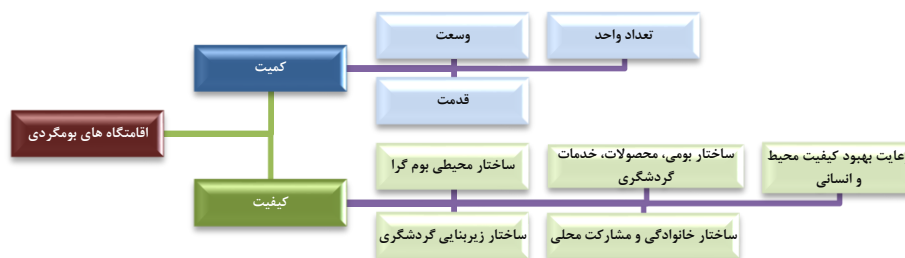 وسعت
تعداد واحد
کمیت
قدمت
اقامتگاه های بومگردی
ساختار محیطی بوم گرا
ساختار بومی، محصولات، خدمات
گردشگری
عایت بهبود کیفیت محیط
و انسانی
کیفیت
ساختار زیربنایی گردشگری
ساختار خانوادگی و مشارکت محلی